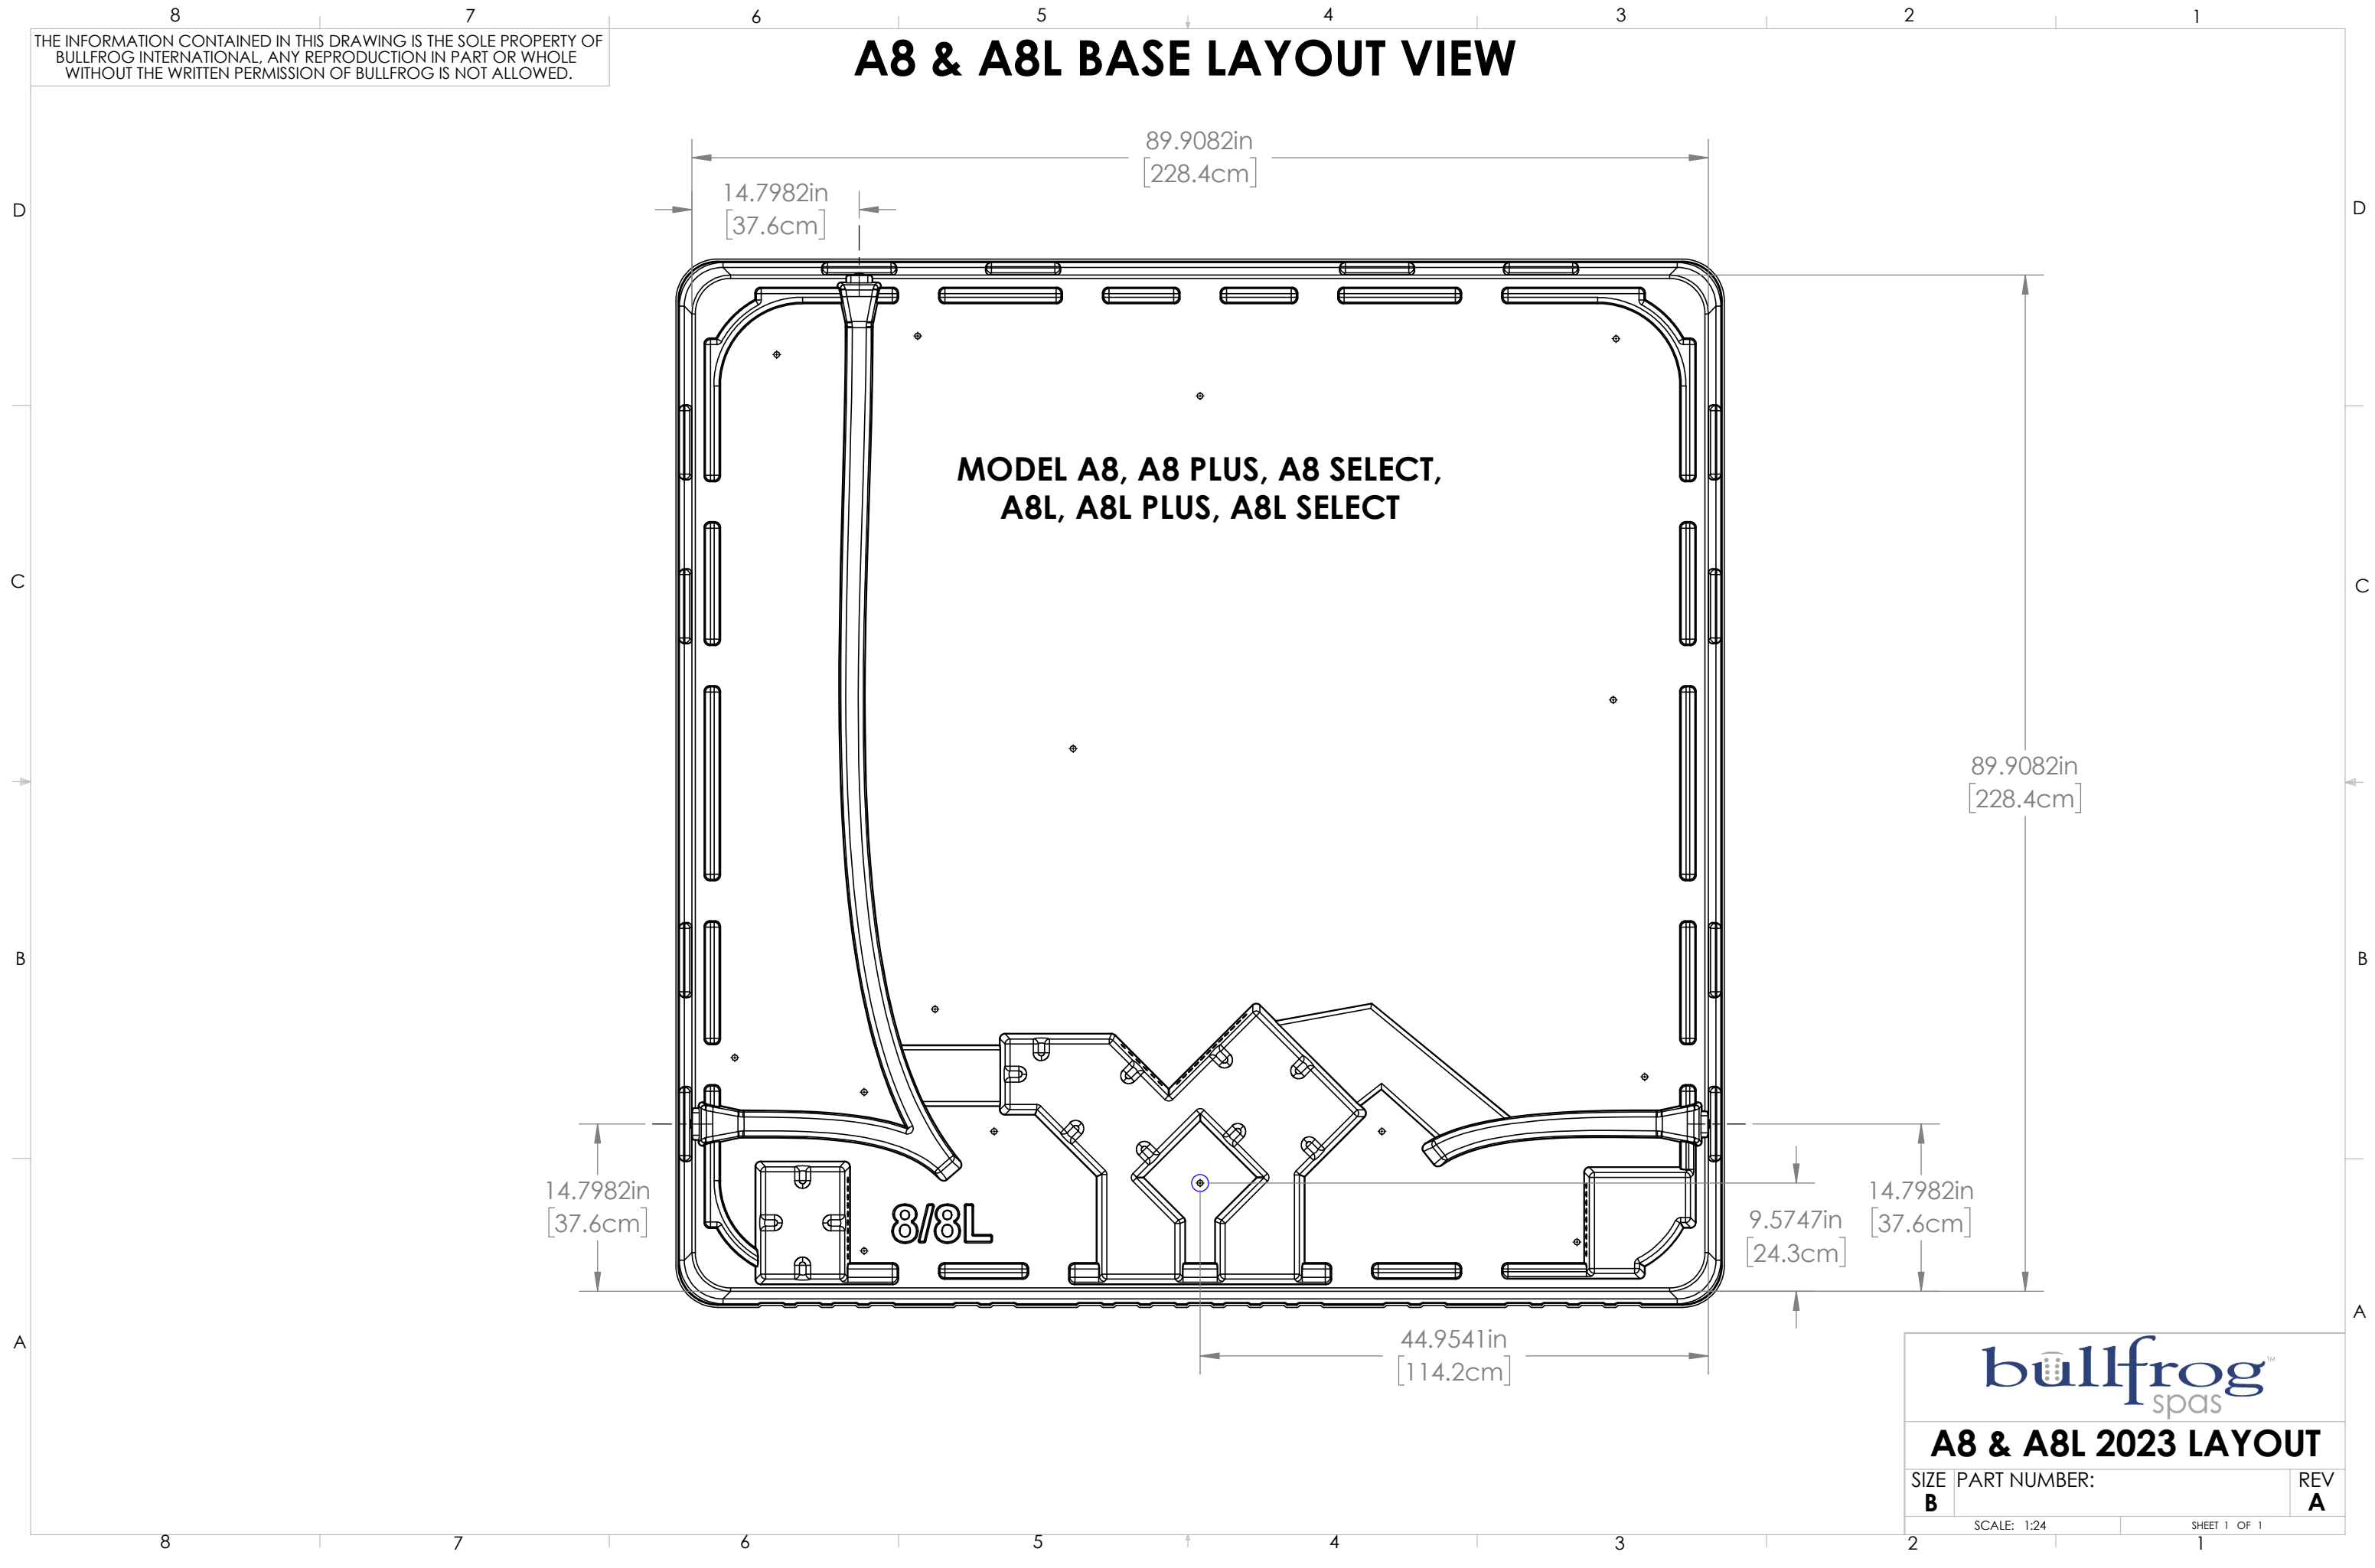 8 7 6 5 4 3 2 1
THE INFORMATION CONTAINED IN THIS DRAWING IS THE SOLE PROPERTY OF
BULLFROG INTERNATIONAL, ANY REPRODUCTION IN PART OR WHOLE
WITHOUT THE WRITTEN PERMISSION OF BULLFROG IS NOT ALLOWED.
A8 & A8L BASE LAYOUT VIEW
89.9082in
[228.4cm]
14.7982in
[37.6cm]
D D
MODEL A8, A8 PLUS, A8 SELECT,
A8L, A8L PLUS, A8L SELECT
C C
89.9082in
[228.4cm]
B B
14.7982in
[37.6cm]
8/8L
9.5747in
[24.3cm]
14.7982in
[37.6cm]
A A
44.9541in
[114.2cm]
bullfrog™
spas
A8 & A8L 2023 LAYOUT
SIZE PART NUMBER: REV
B A
SCALE: 1:24 SHEET 1 OF 1
8 7 6 5 4 3 2 1